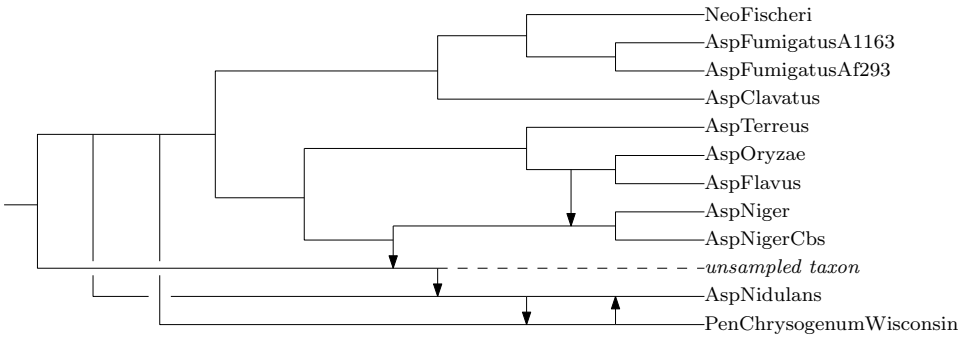 NeoFischeri
AspFumigatusA1163
AspFumigatusAf293
AspClavatus
AspTerreus
AspOryzae
AspFlavus
AspNiger
AspNigerCbs
unsampled taxon
AspNidulans
PenChrysogenumWisconsin